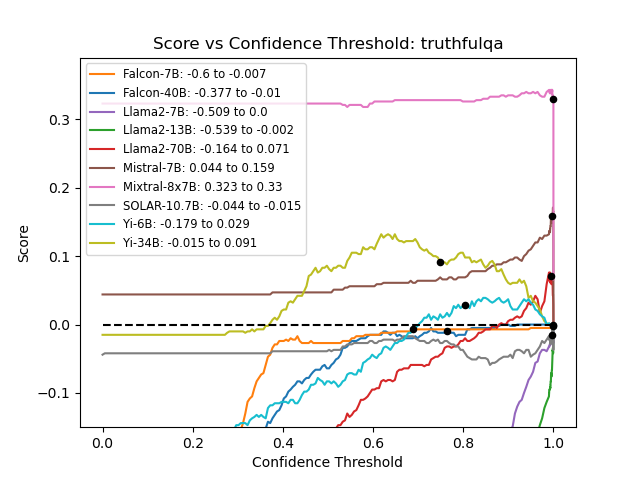 Score vs Confidence Threshold: truthfulqa
Falcon-7B: -0.6 to -0.007
Falcon-40B: -0.377 to -0.01
Llama2-7B: -0.509 to 0.0
Llama2-13B: -0.539 to -0.002
Llama2-70B: -0.164 to 0.071
Mistral-7B: 0.044 to 0.159
Mixtral-8x7B: 0.323 to 0.33
SOLAR-10.7B: -0.044 to -0.015
Yi-6B: -0.179 to 0.029
Yi-34B: -0.015 to 0.091
Score
0.3
0.2
0.1
0.0
−0.1
0.0 0.2 0.4 0.6 0.8 1.0
Confidence Threshold